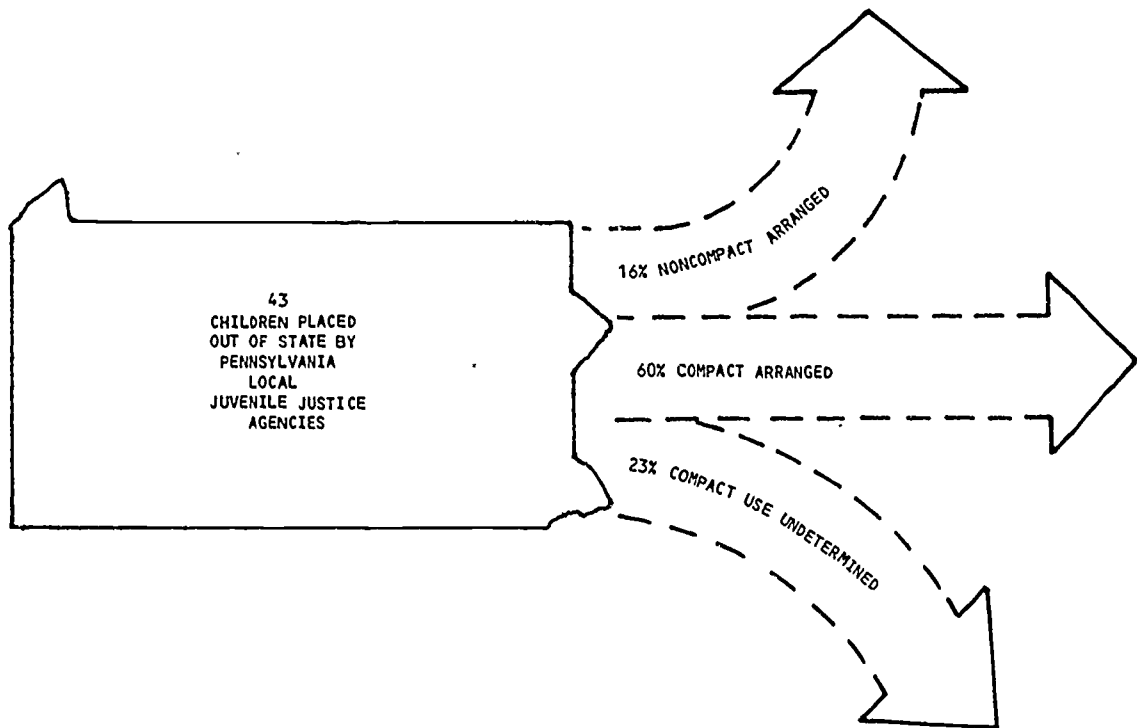 43
CHILDREN PLACED
OUT OF STATE BY
PENNSYLVANIA
LOCAL
JUVENILE JUSTICE
AGENCIES
16% NONCOMPACT ARRANGED
60% COMPACT ARRANGED
23% COMPACT USE UNDETERMINED